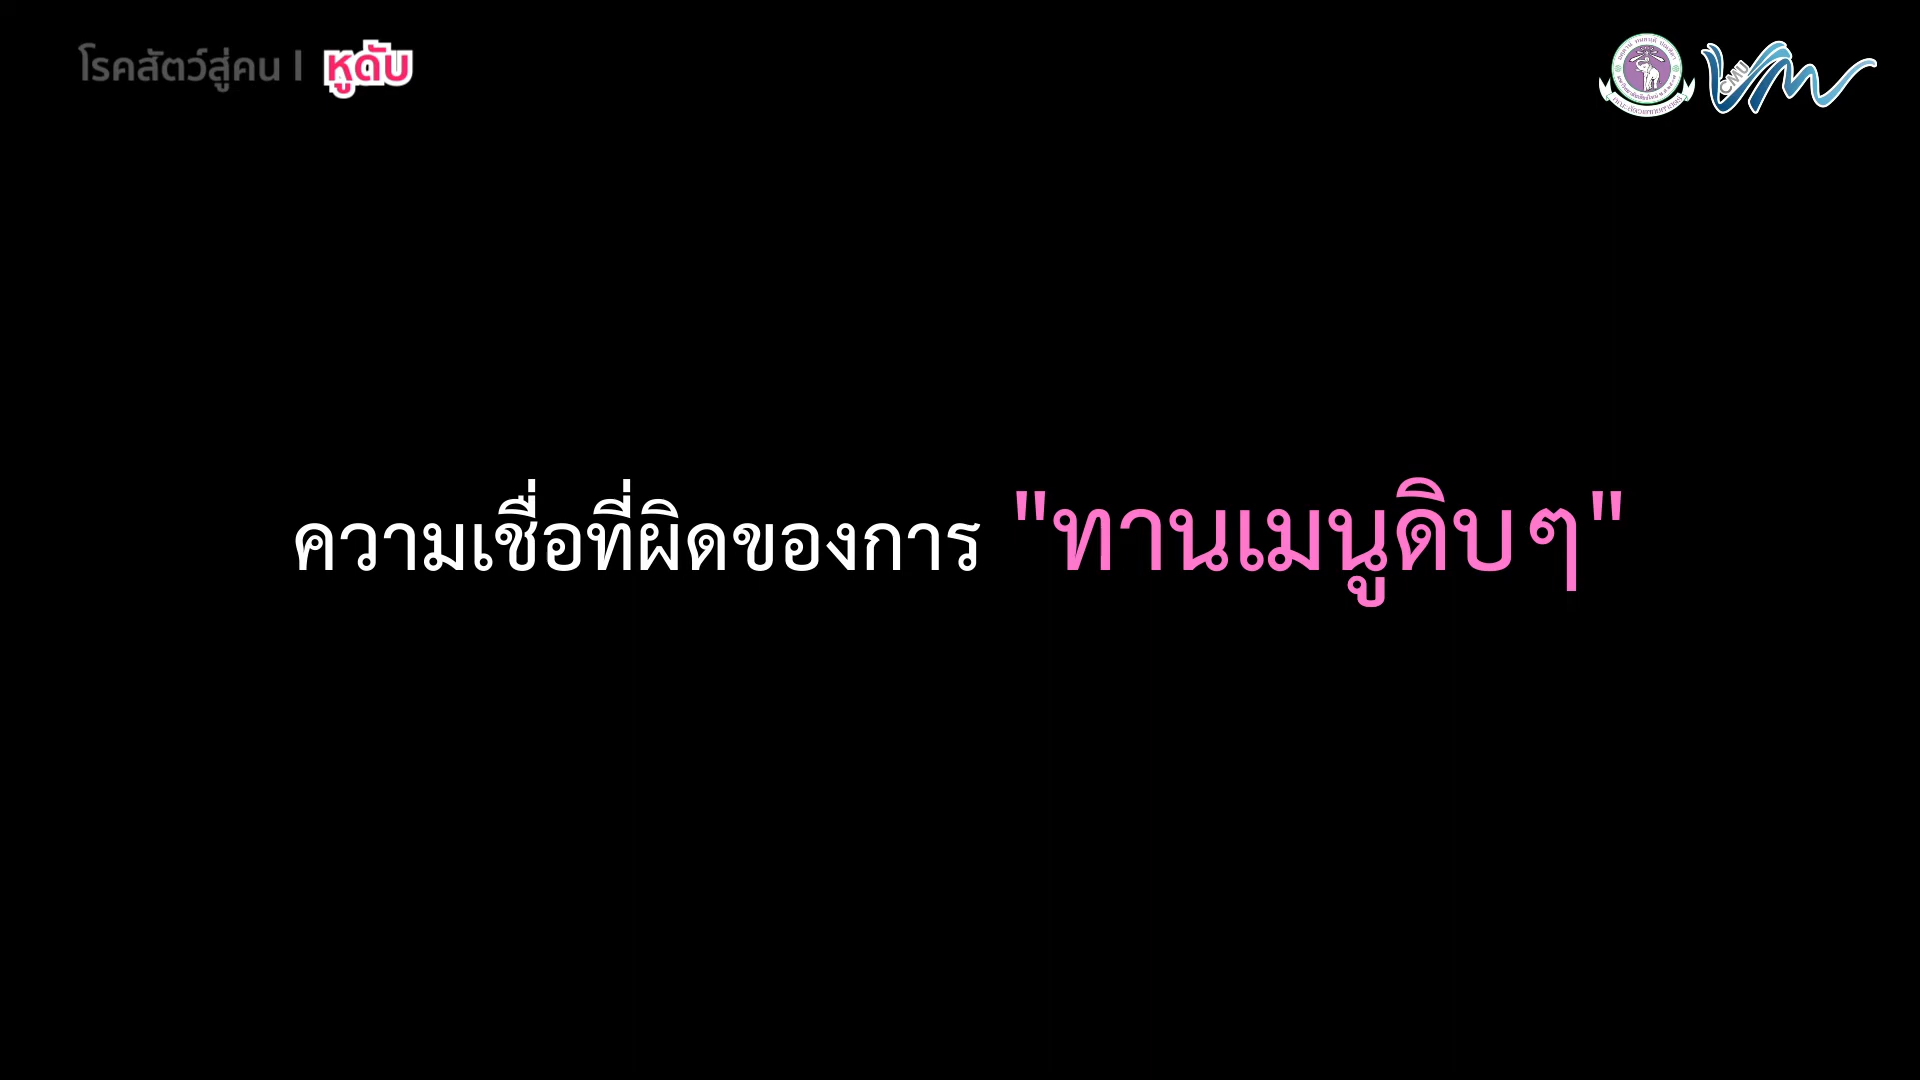 โรคสัตว์สู่คน | หูดับ
CMU
ความเชื่อที่ผิดของการ "ทานเมนูดิบๆ"